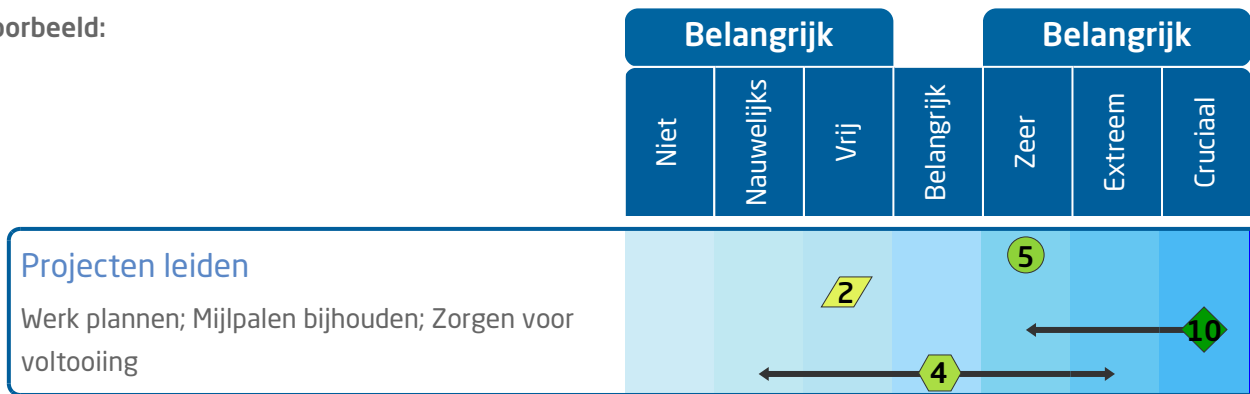 oorbeeld:
Belangrijk
Belangrijk
Niet
Nauwelijks
Vrij
Belangrijk
Zeer
Extreem
Cruciaal
Projecten leiden
Werk plannen; Mijlpalen bijhouden; Zorgen voor
voltooiing
5
2
10
4